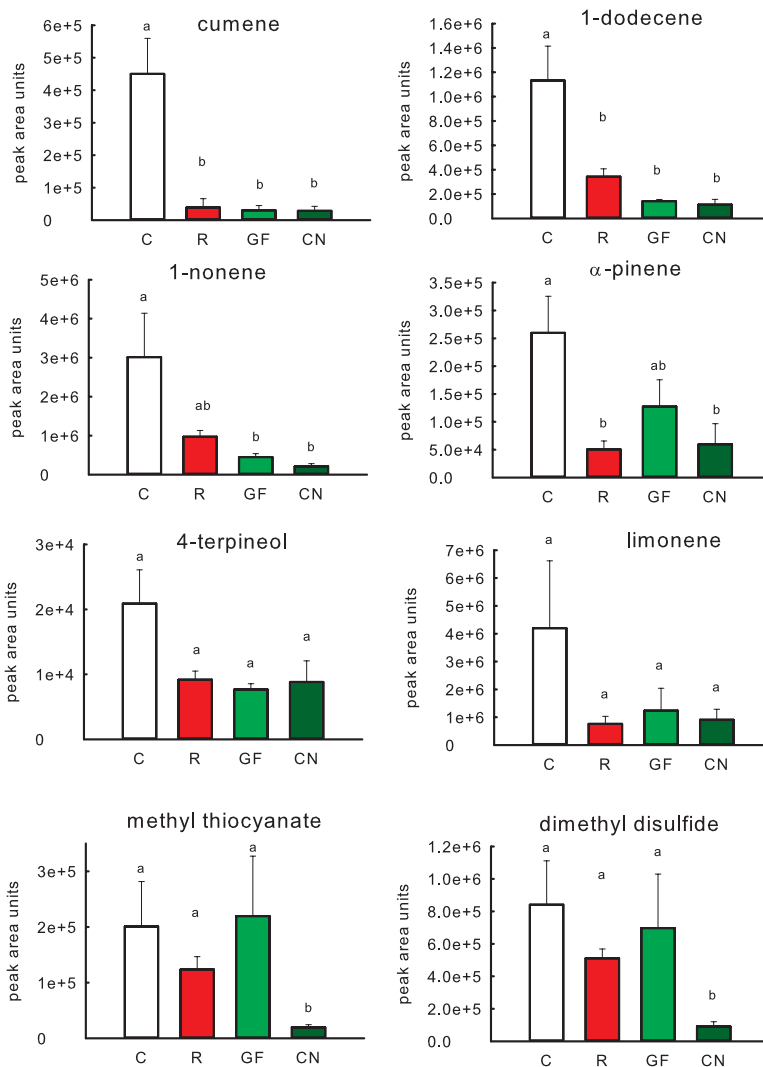 cumene
peak area units
6e+5
5e+5
4e+5
3e+5
2e+5
1e+5
0
a
b
b
b
C R GF CN
1-dodecene
peak area units
1.6e+6
1.4e+6
1.2e+6
1.0e+6
8.0e+5
6.0e+5
4.0e+5
2.0e+5
0.0
a
b
b
b
C R GF CN
1-nonene
peak area units
5e+6
4e+6
3e+6
2e+6
1e+6
0
a
ab
b
b
C R GF CN
α-pinene
peak area units
3.5e+5
3.0e+5
2.5e+5
2.0e+5
1.5e+5
1.0e+5
5.0e+4
0.0
a
b
ab
b
C R GF CN
4-terpineol
peak area units
3e+4
2e+4
1e+4
0
a
a
a
a
C R GF CN
limonene
peak area units
7e+6
6e+6
5e+6
4e+6
3e+6
2e+6
1e+6
0
a
a
a
a
C R GF CN
methyl thiocyanate
peak area units
3e+5
2e+5
1e+5
0
a
a
a
b
C R GF CN
dimethyl disulfide
peak area units
1.2e+6
1.0e+6
8.0e+5
6.0e+5
4.0e+5
2.0e+5
0.0
a
a
a
b
C R GF CN